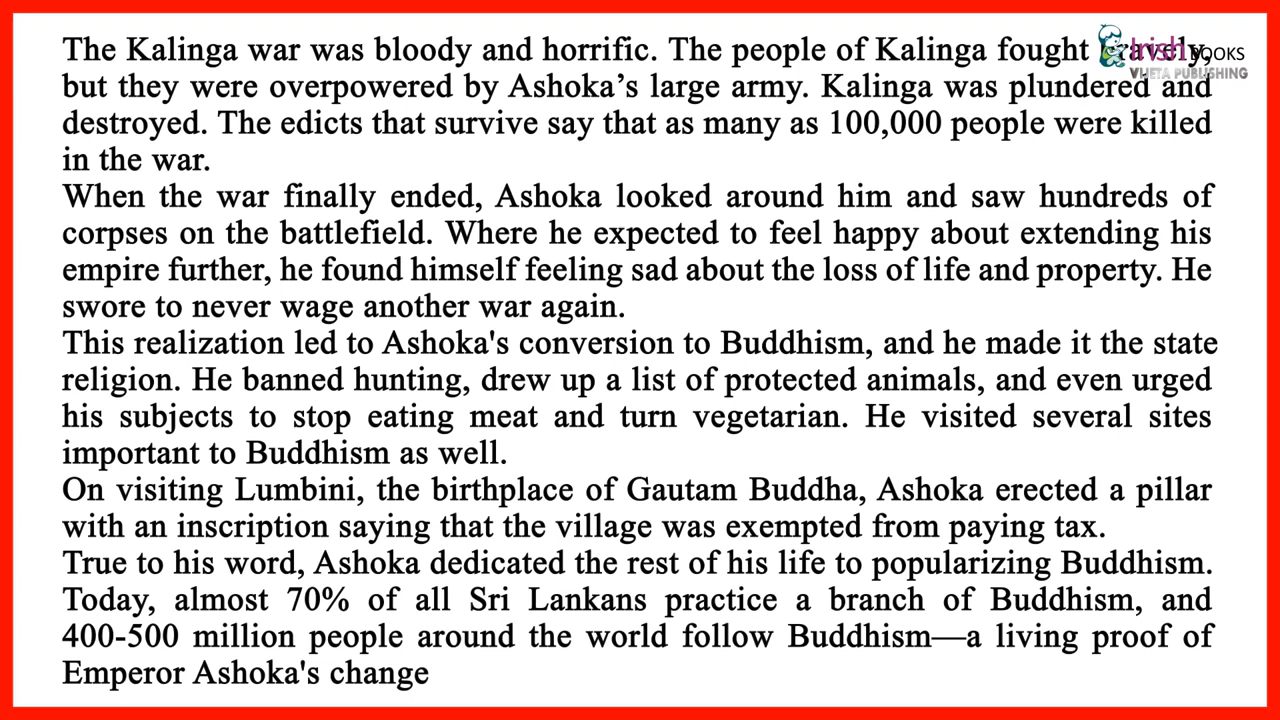 The Kalinga war was bloody and horrific. The people of Kalinga fought
but they were overpowered by Ashoka’s large army. Kalinga was plundered and
destroyed. The edicts that survive say that as many as 100,000 people were killed
in the war.
When the war finally ended, Ashoka looked around him and saw hundreds of
corpses on the battlefield. Where he expected to feel happy about extending his
empire further, he found himself feeling sad about the loss of life and property. He
swore to never wage another war again.
This realization led to Ashoka's conversion to Buddhism, and he made it the state
religion. He banned hunting, drew up a list of protected animals, and even urged
his subjects to stop eating meat and turn vegetarian. He visited several sites
important to Buddhism as well.
On visiting Lumbini, the birthplace of Gautam Buddha, Ashoka erected a pillar
with an inscription saying that the village was exempted from paying tax.
True to his word, Ashoka dedicated the rest of his life to popularizing Buddhism.
Today, almost 70% of all Sri Lankans practice a branch of Buddhism, and
400-500 million people around the world follow Buddhism—a living proof of
Emperor Ashoka's change
BOOKS
PUBLISHING